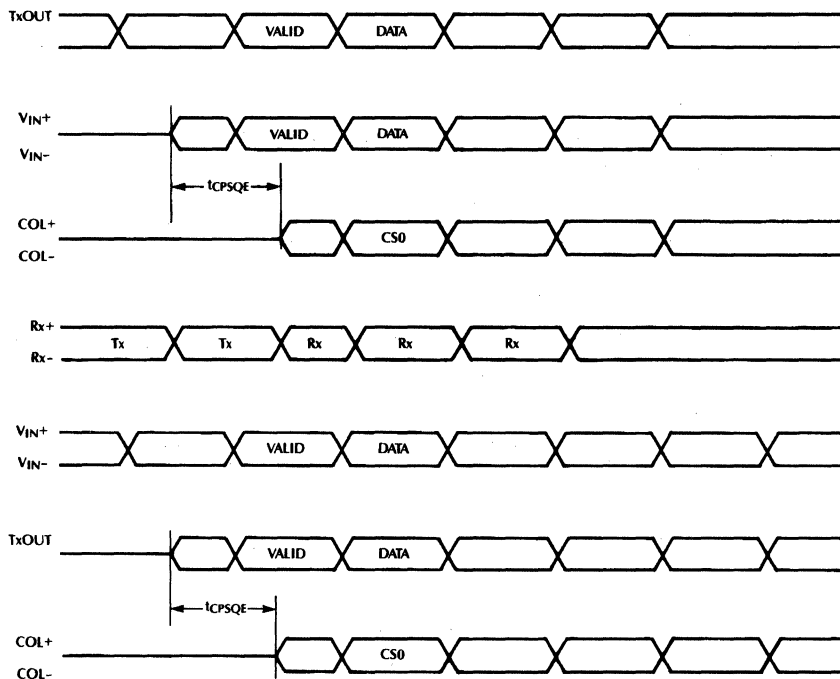 TxOUT VALID DATA
VIN+
VALID DATA
VIN–
tCPSQE
COL+
CS0
COL–
Rx+
Tx Tx Rx Rx Rx
Rx–
VIN+
VALID DATA
VIN–
TxOUT VALID DATA
tCPSQE
COL+
CS0
COL–